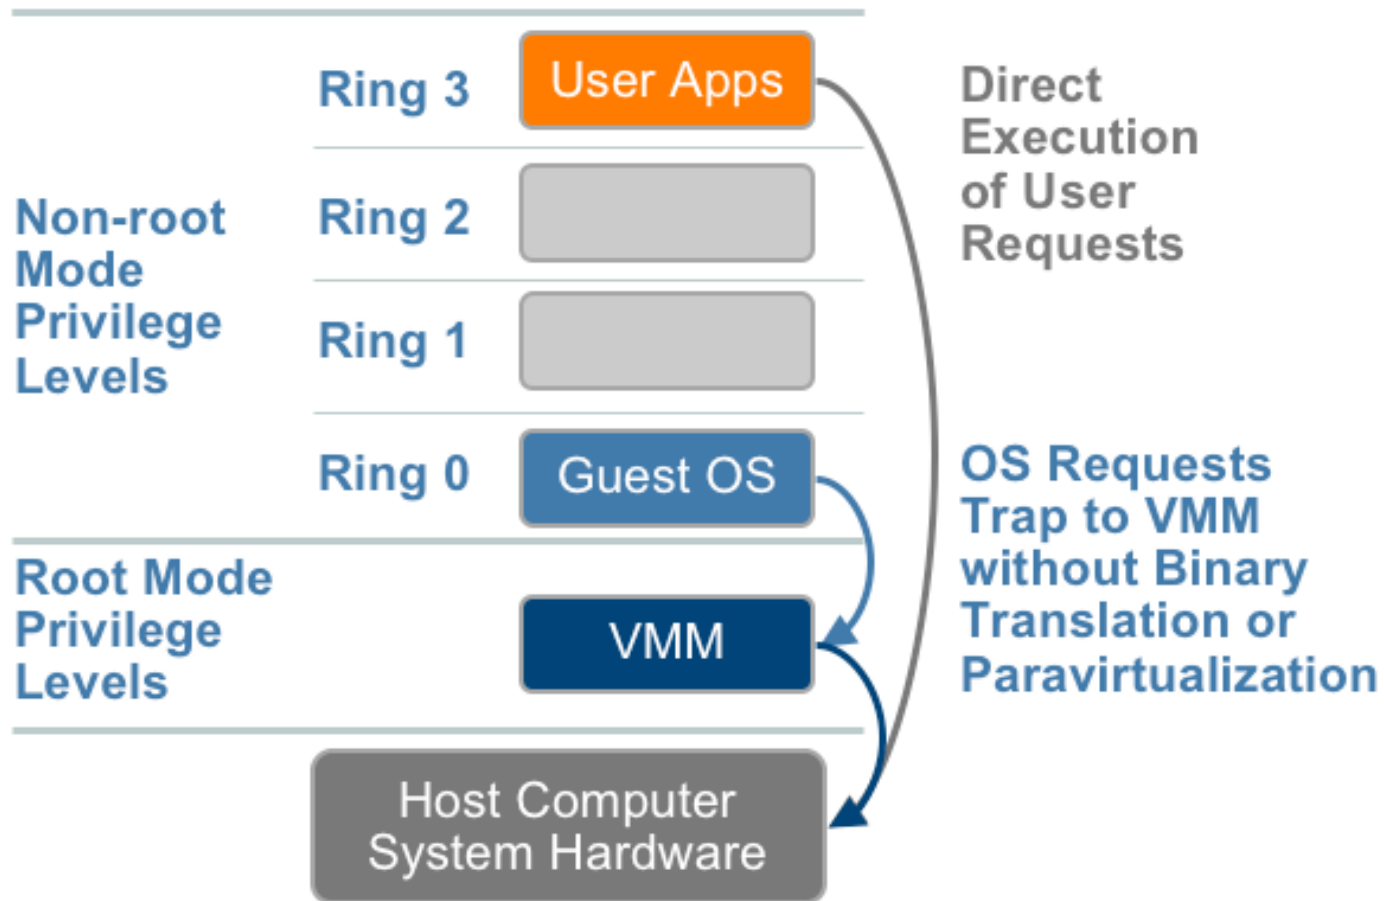 Ring 3
User Apps
Direct
Execution
of User
Requests
Non-root
Mode
Privilege
Levels
Ring 2
Ring 1
Ring 0
Guest OS
OS Requests
Trap to VMM
without Binary
Translation or
Paravirtualization
Root Mode
Privilege
Levels
VMM
Host Computer
System Hardware